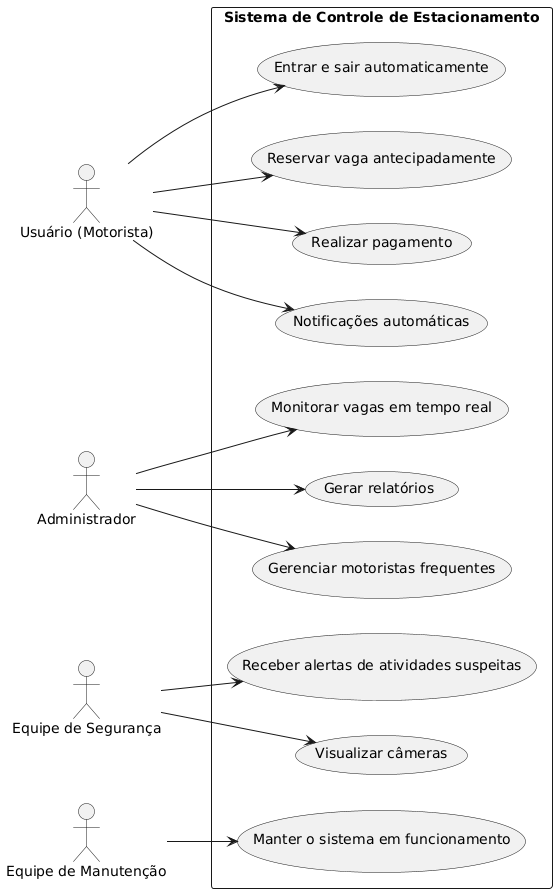 Sistema de Controle de Estacionamento
Entrar e sair automaticamente
Reservar vaga antecipadamente
Usuário (Motorista)
Realizar pagamento
Notificações automáticas
Monitorar vagas em tempo real
Gerar relatórios
Administrador
Gerenciar motoristas frequentes
Receber alertas de atividades suspeitas
Equipe de Segurança
Visualizar câmeras
Manter o sistema em funcionamento
Equipe de Manutenção